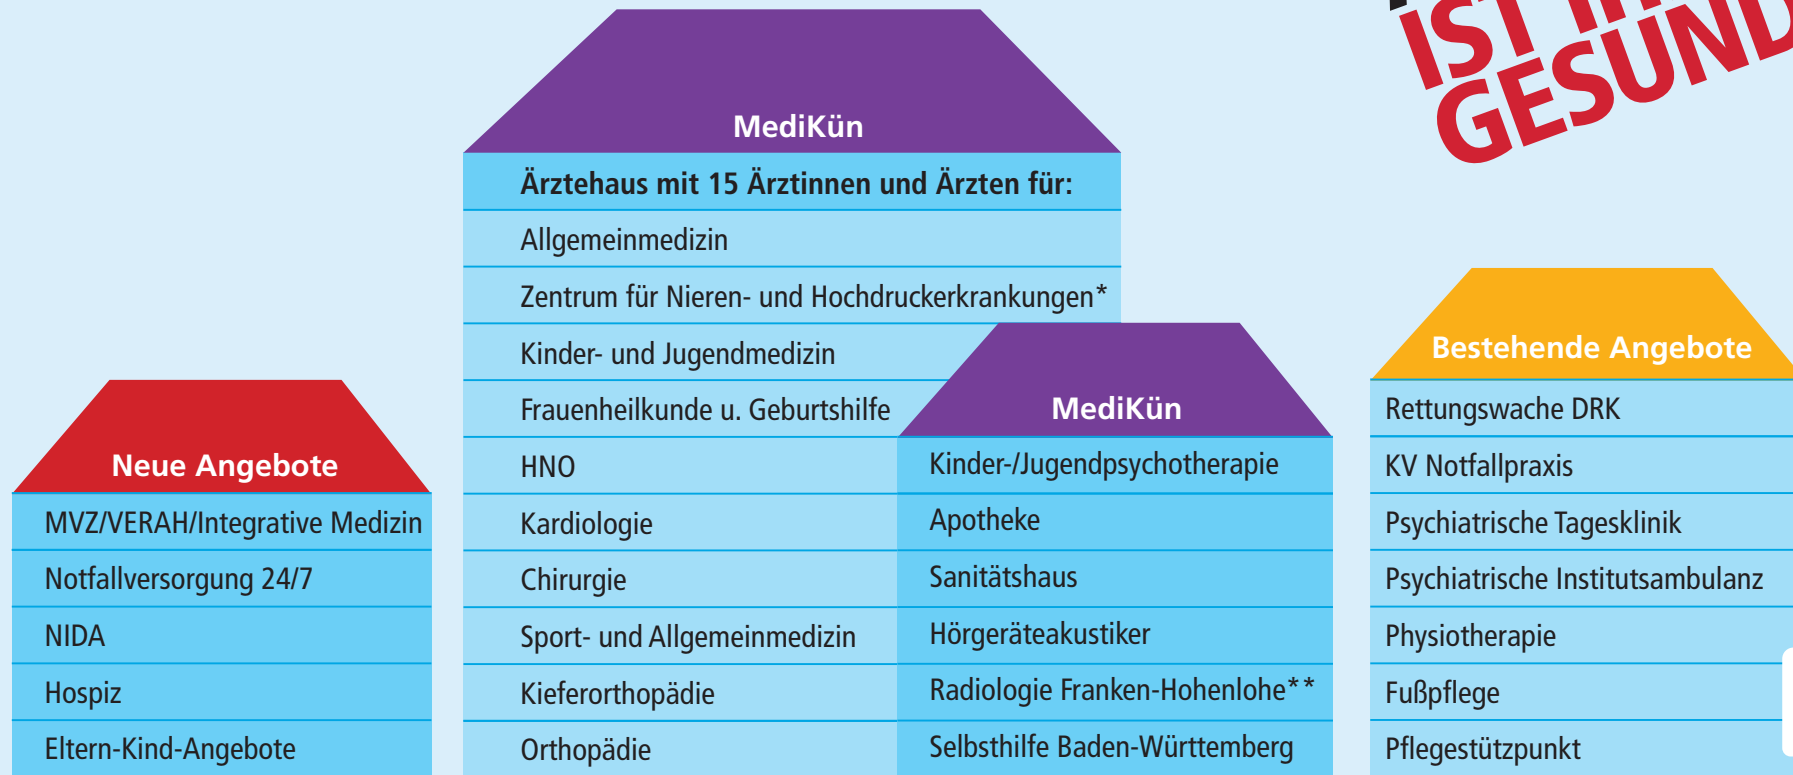 IST
GESUND
MediKün
Ärztehaus mit 15 Ärztinnen und Ärzten für:
Allgemeinmedizin
Zentrum für Nieren- und Hochdruckerkrankungen*
Kinder- und Jugendmedizin
Frauenheilkunde u. Geburtshilfe
HNO
Kardiologie
Chirurgie
Sport- und Allgemeinmedizin
Kieferorthopädie
Orthopädie
MediKün
Kinder-/Jugendpsychotherapie
Apotheke
Sanitätshaus
Hörgeräteakustiker
Radiologie Franken-Hohenlohe**
Selbsthilfe Baden-Württemberg
Neue Angebote
MVZ/VERAH/Integrative Medizin
Notfallversorgung 24/7
NIDA
Hospiz
Eltern-Kind-Angebote
Bestehende Angebote
Rettungswache DRK
KV Notfallpraxis
Psychiatrische Tagesklinik
Psychiatrische Institutsambulanz
Physiotherapie
Fußpflege
Pflegestützpunkt